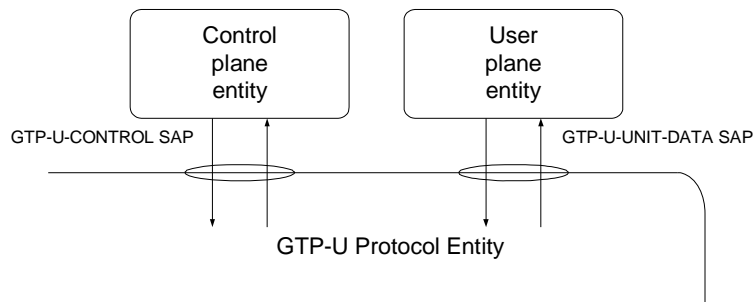 Control
plane
entity
User
plane
entity
GTP-U-CONTROL SAP
GTP-U-UNIT-DATA SAP
GTP-U Protocol Entity